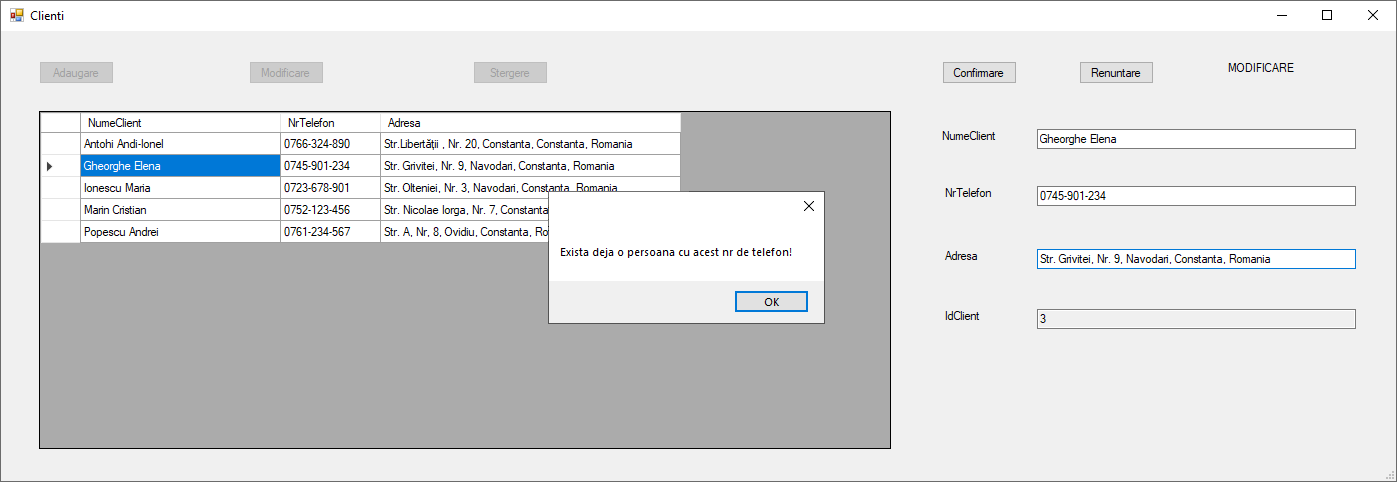 Clienti
Adaugare Modificare Stergere Confirmare Renuntare MODIFICARE
NumeClient NrTelefon Adresa
Antohi Andi-Ionel 0766-324-890 Str.Libertății , Nr. 20, Constanta, Constanta, Romania
Gheorghe Elena 0745-901-234 Str. Grivitei, Nr. 9, Navodari, Constanta, Romania
Ionescu Maria 0723-678-901 Str. Olteniei, Nr. 3, Navodari, Constanta, Romania
Marin Cristian 0752-123-456 Str. Nicolae Iorga, Nr. 7, Constanta
Popescu Andrei 0761-234-567 Str. A, Nr, 8, Ovidiu, Constanta, Ro
Exista deja o persoana cu acest nr de telefon!
OK
NumeClient Gheorghe Elena
NrTelefon 0745-901-234
Adresa Str. Grivitei, Nr. 9, Navodari, Constanta, Romania
IdClient 3